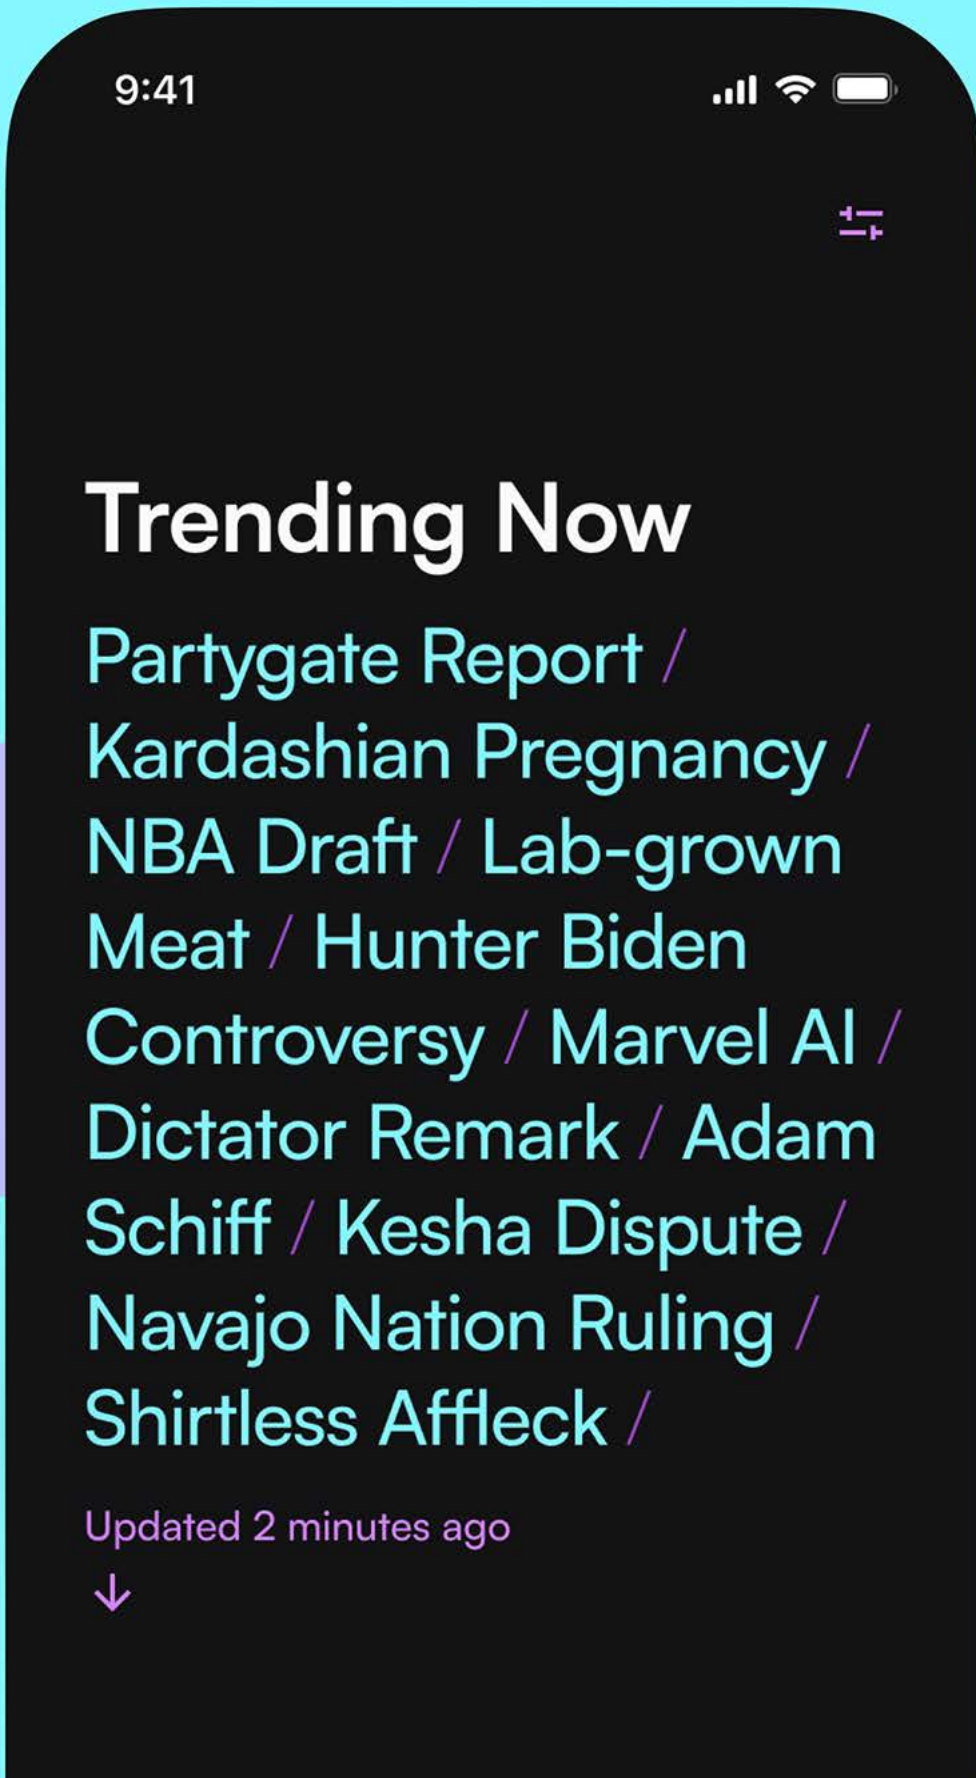 9:41
Trending Now
Partygate Report /
Kardashian Pregnancy /
NBA Draft / Lab-grown
Meat / Hunter Biden
Controversy / Marvel AI /
Dictator Remark / Adam
Schiff / Kesha Dispute /
Navajo Nation Ruling /
Shirtless Affleck /
Updated 2 minutes ago